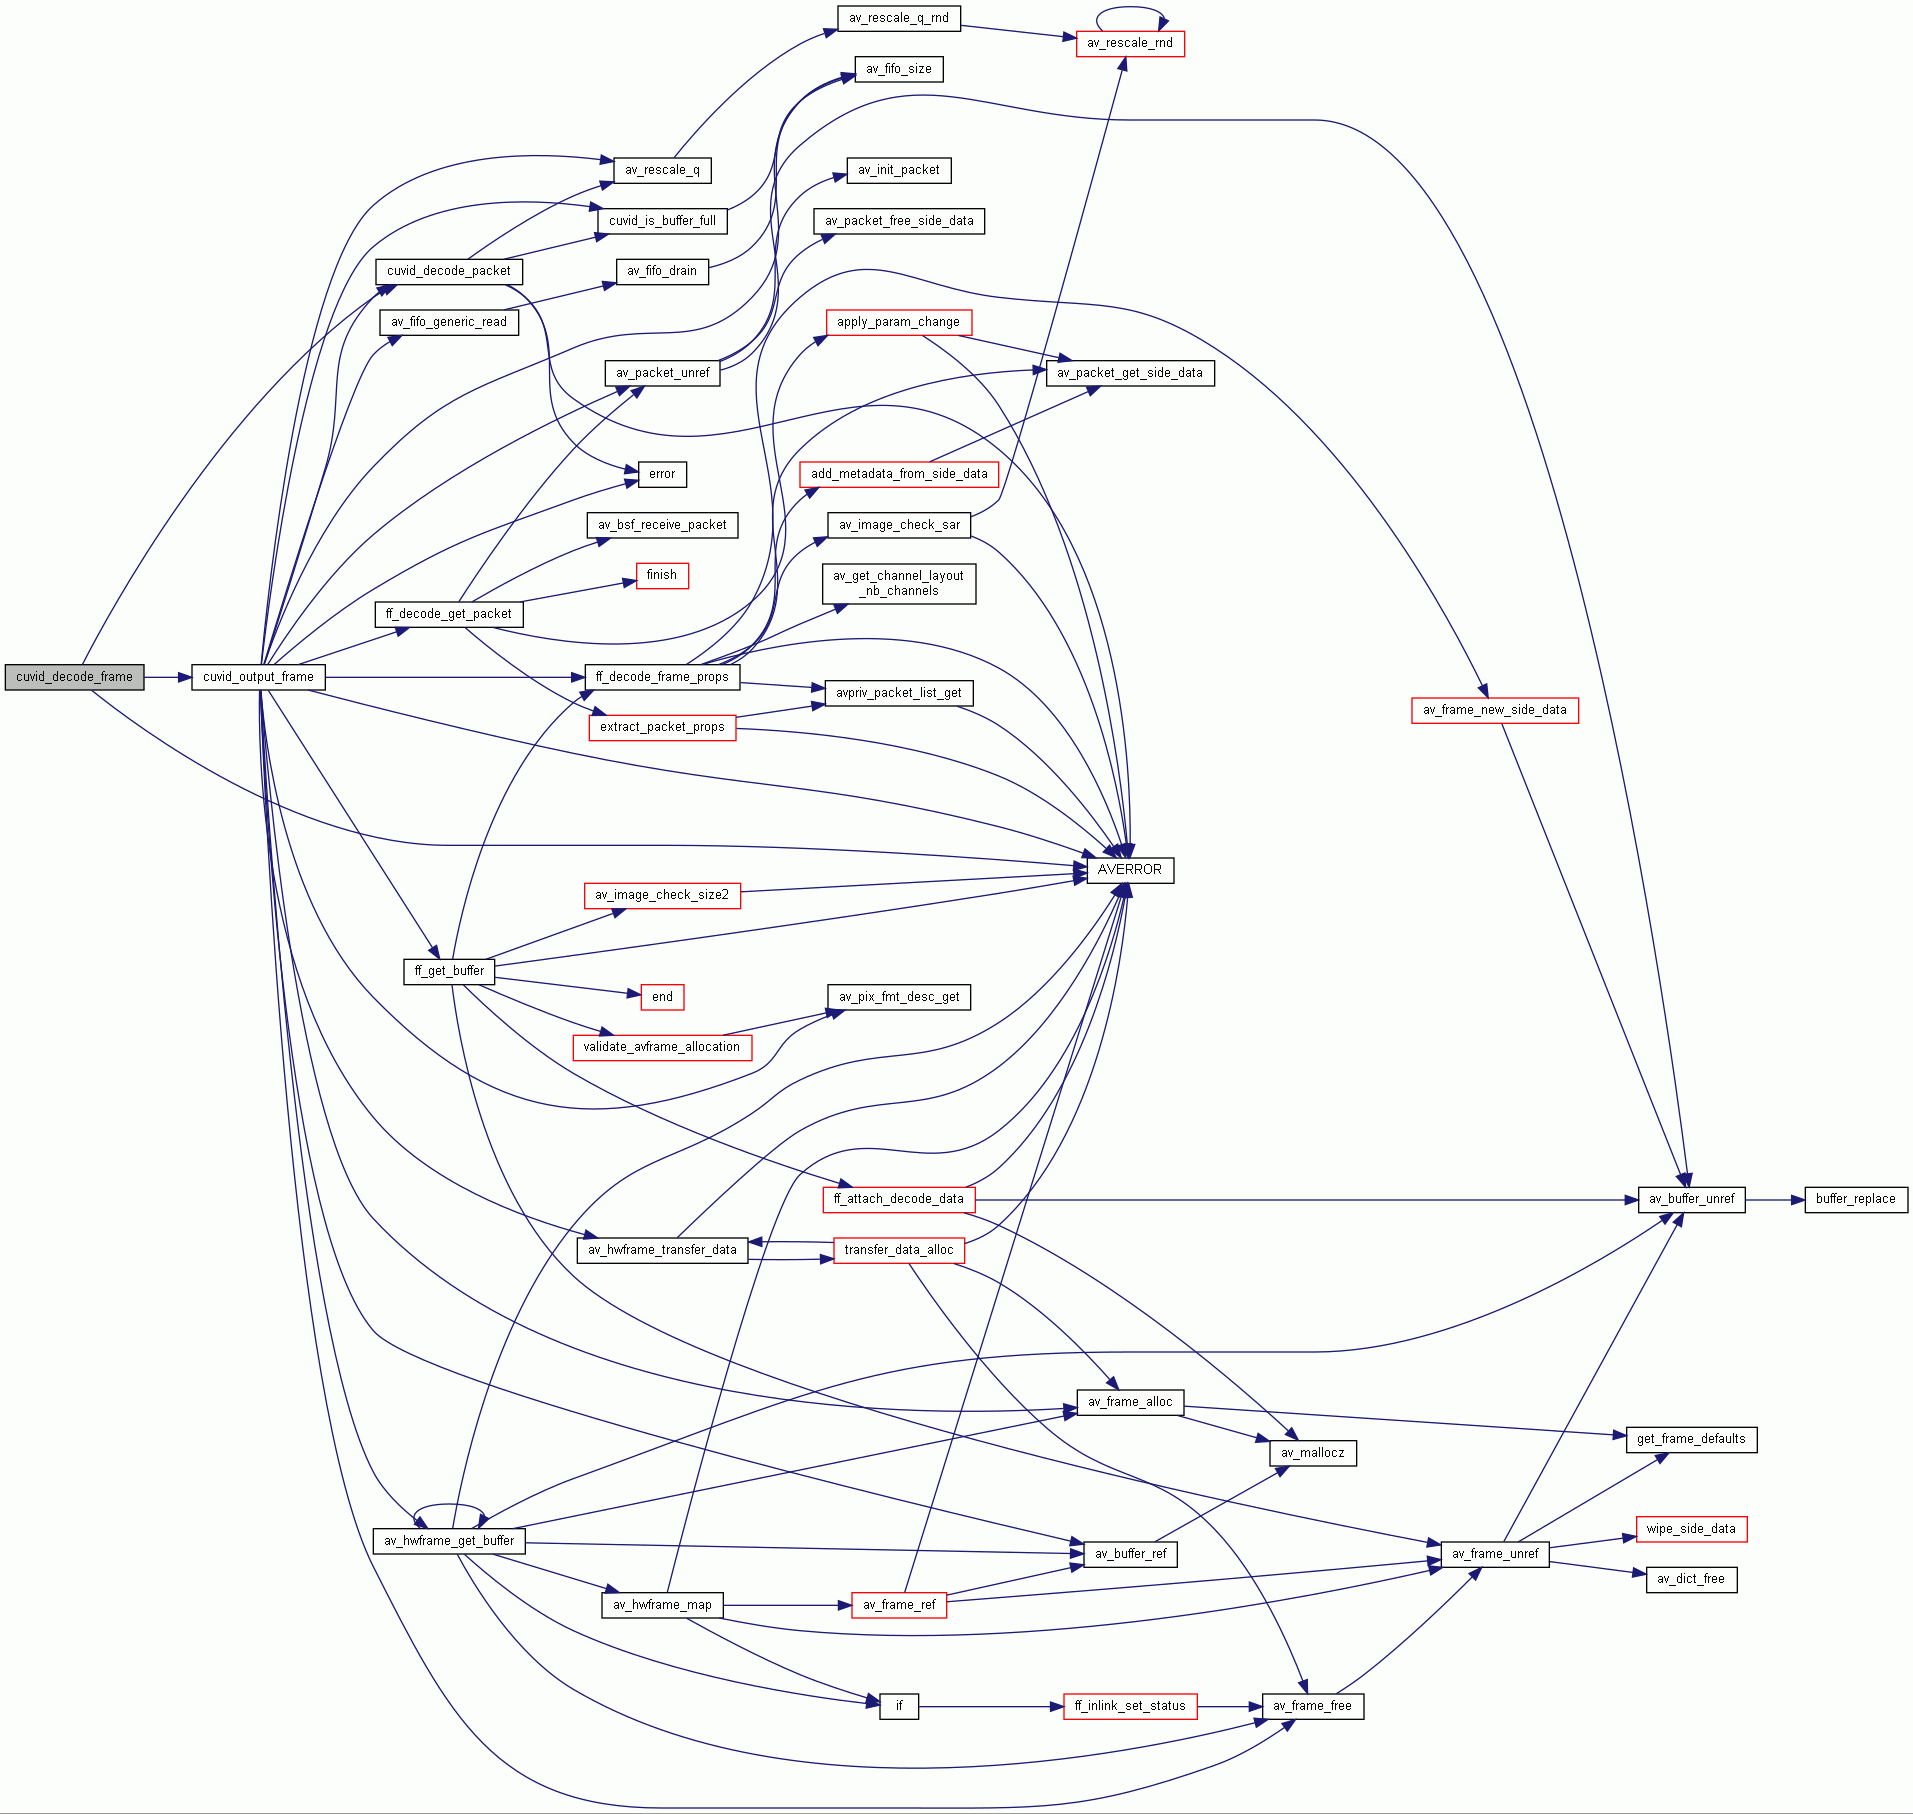 av_rescale_q_rnd
av_rescale_rnd
av_fifo_size
av_rescale_q
av_init_packet
cuvid_is_buffer_full
av_packet_free_side_data
cuvid_decode_packet
av_fifo_drain
av_fifo_generic_read
apply_param_change
av_packet_unref
av_packet_get_side_data
error
add_metadata_from_side_data
av_bsf_receive_packet
av_image_check_sar
finish
av_get_channel_layout
_nb_channels
ff_decode_get_packet
cuvid_decode_frame
cuvid_output_frame
ff_decode_frame_props
avpriv_packet_list_get
av_frame_new_side_data
extract_packet_props
AVERROR
av_image_check_size2
ff_get_buffer
end
av_pix_fmt_desc_get
validate_avframe_allocation
ff_attach_decode_data
av_buffer_unref
buffer_replace
av_hwframe_transfer_data
transfer_data_alloc
av_frame_alloc
get_frame_defaults
av_mallocz
av_hwframe_get_buffer
wipe_side_data
av_buffer_ref
av_frame_unref
av_dict_free
av_hwframe_map
av_frame_ref
if
ff_inlink_set_status
av_frame_free